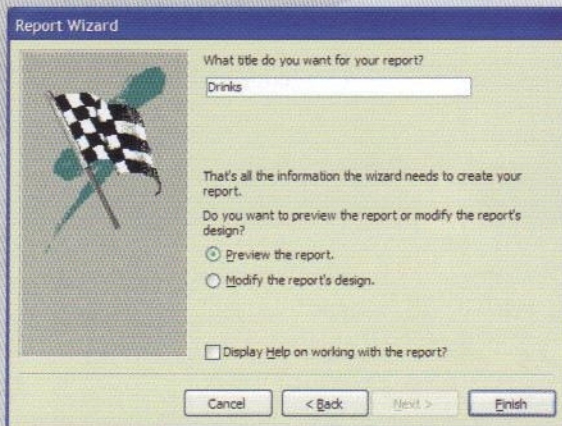 Report Wizard
What title do you want for your report?
Drinks
That's all the information the wizard needs to create your
report.
Do you want to preview the report or modify the report's
design?
Preview the report.
Modify the report's design.
Display Help on working with the report?
Cancel
< Back
Next >
Finish